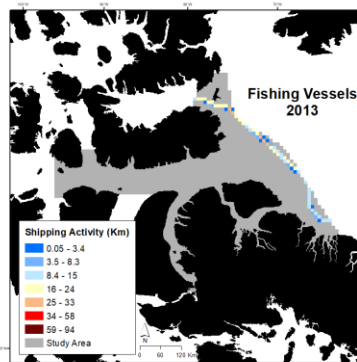 Fishing Vessels
2013
Shipping Activity (Km)
0.05 - 3.4
3.5 - 8.3
8.4 - 15
16 - 24
25 - 33
34 - 58
59 - 94
Study Area
N
0
60
120 Km